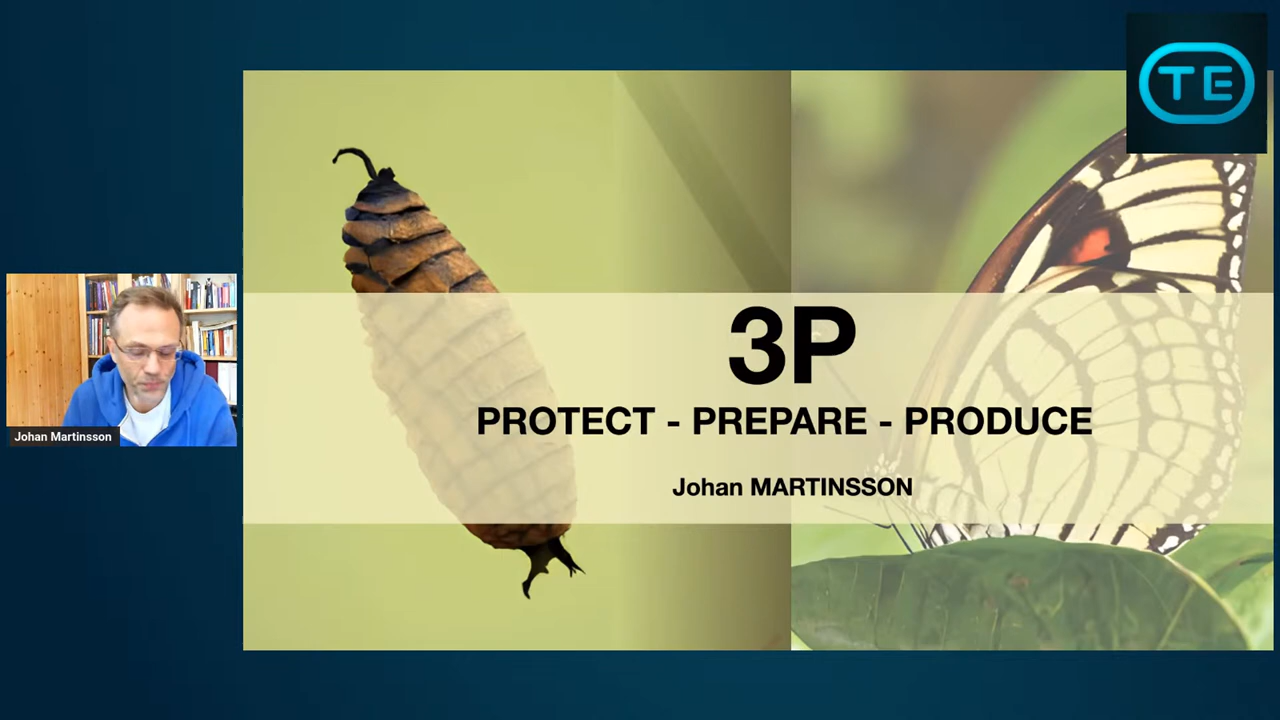 TE
3P
PROTECT - PREPARE - PRODUCE
Johan MARTINSSON
Johan Martinsson